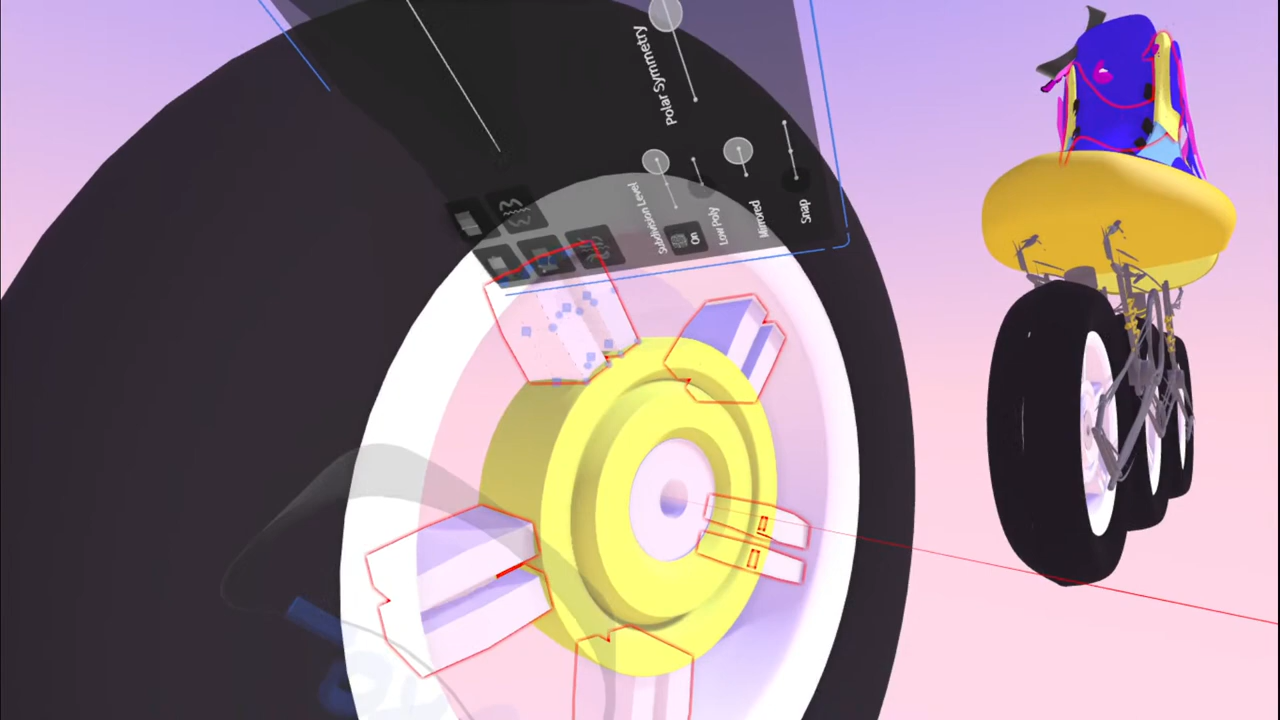 Polar Symmetry
Subdivision Level
On
Low Poly
Mirrored
Snap